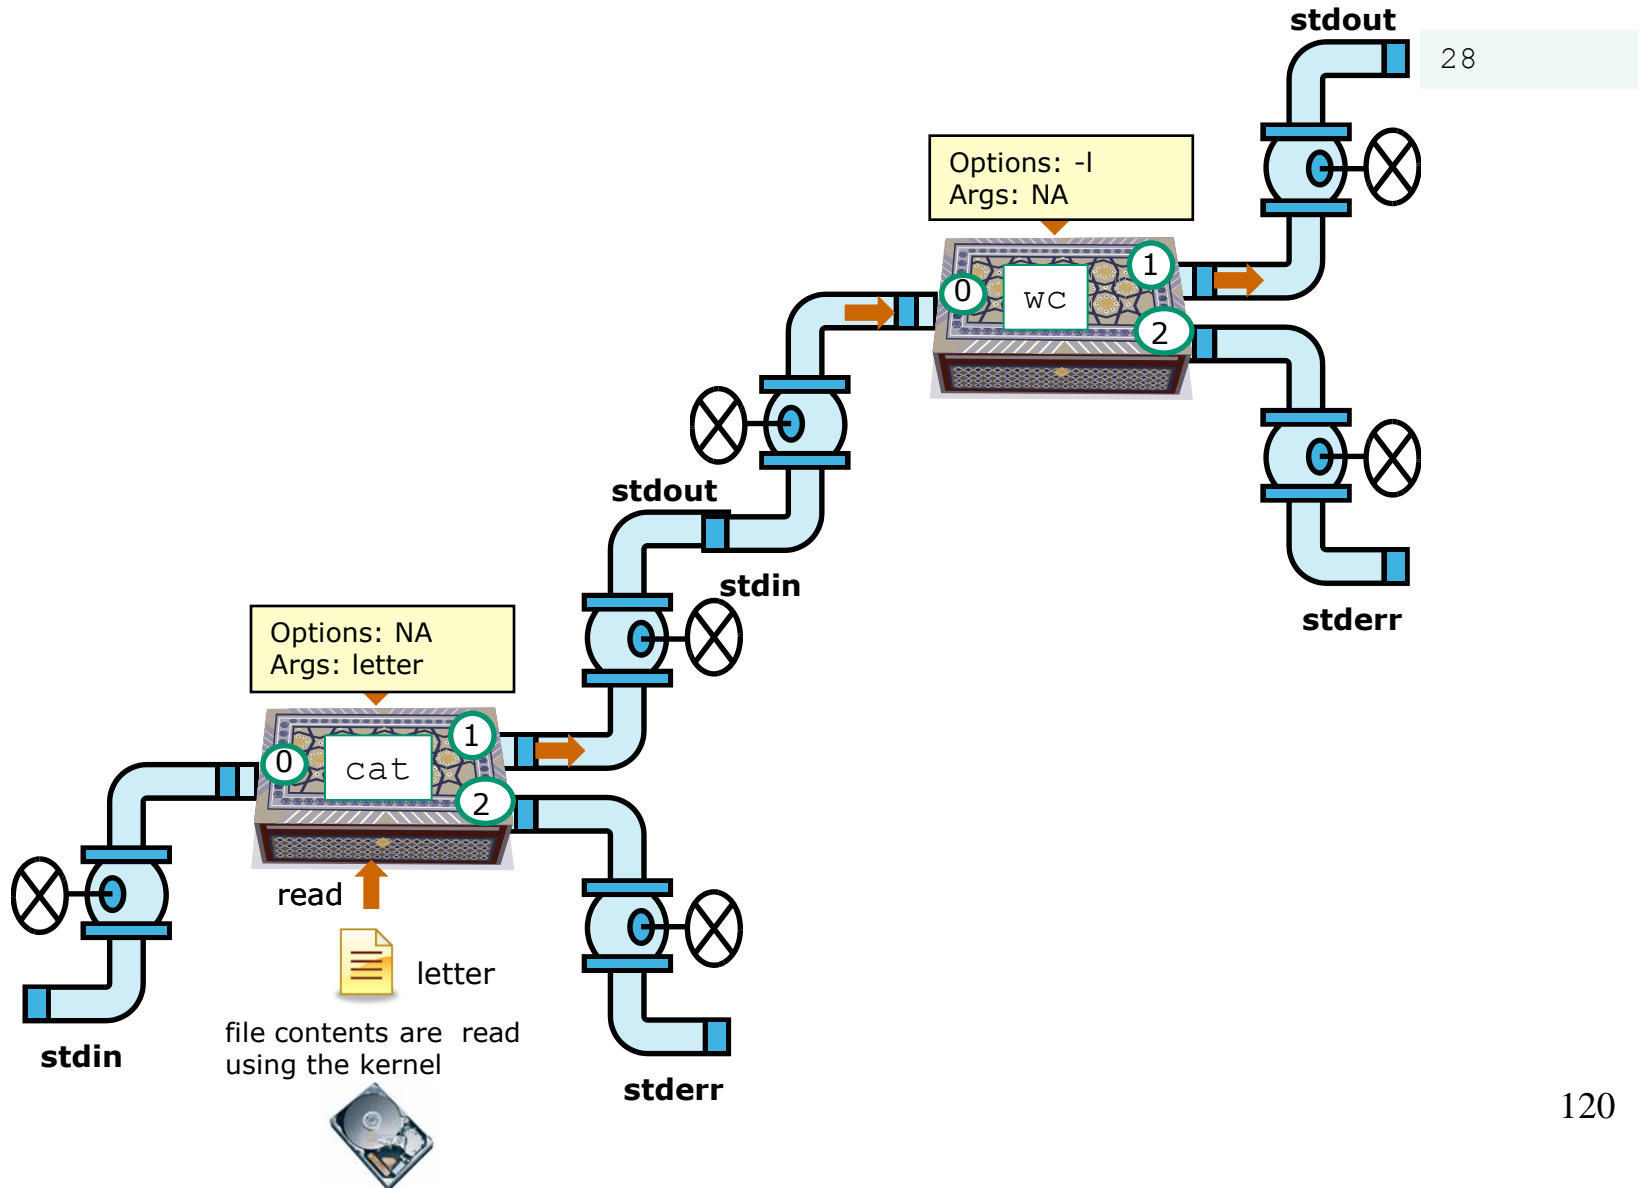 stdout
28
Options: -l
Args: NA
0
wc
1
2
stdout
stdin
stderr
Options: NA
Args: letter
0
cat
1
2
read
letter
file contents are read
using the kernel
stdin
stderr
120